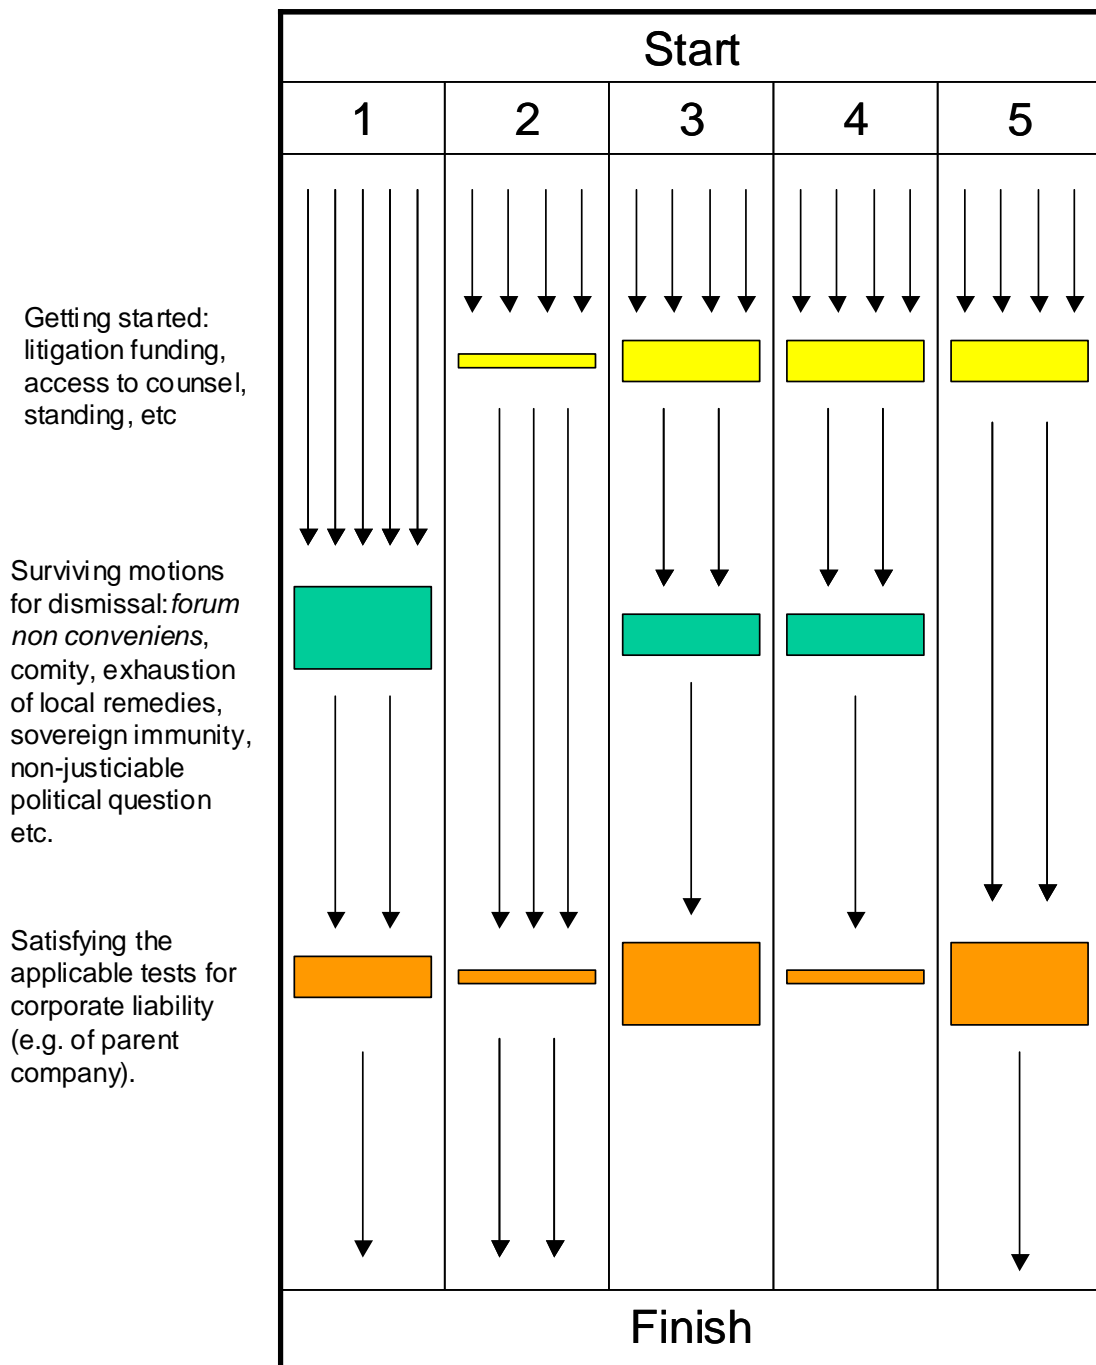 Start
1 2 3 4 5
Getting started:
litigation funding,
access to counsel,
standing, etc
Surviving motions
for dismissal: forum
non conveniens,
comity, exhaustion
of local remedies,
sovereign immunity,
non-justiciable
political question
etc.
Satisfying the
applicable tests for
corporate liability
(e.g. of parent
company).
Finish